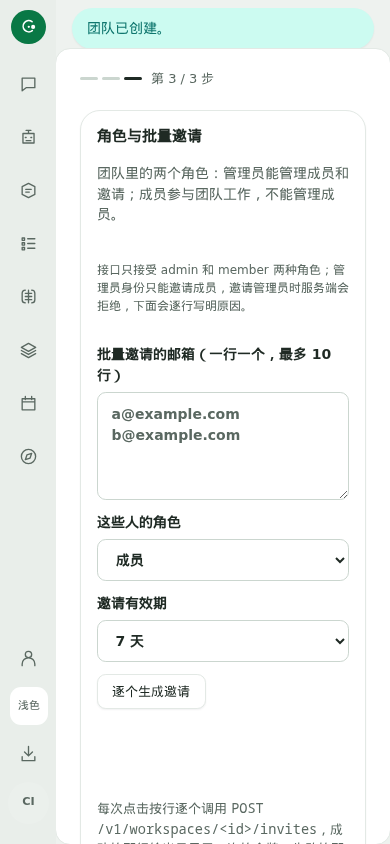 团队已创建。
第 3 / 3 步
角色与批量邀请
团队里的两个角色：管理员能管理成员和
邀请；成员参与团队工作，不能管理成
员。
接口只接受 admin 和 member 两种角色；管
理员身份只能邀请成员，邀请管理员时服务端会
拒绝，下面会逐行写明原因。
批量邀请的邮箱（一行一个，最多 10
行）
a@example.com
b@example.com
这些人的角色
成员
邀请有效期
7 天
逐个生成邀请
浅色
CI
每次点击按行逐个调用 POST
/v1/workspaces/<id>/invites，成